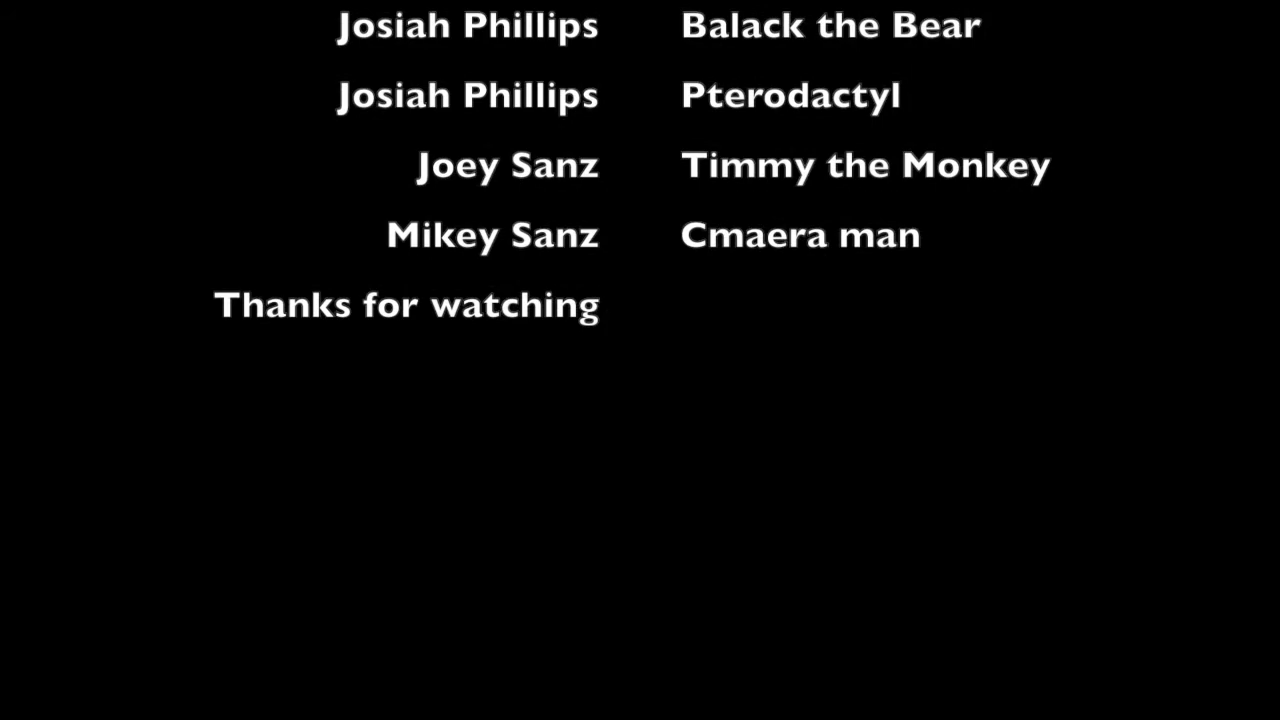 Josiah Phillips Balack the Bear
Josiah Phillips Pterodactyl
Joey Sanz Timmy the Monkey
Mikey Sanz Cmaera man
Thanks for watching